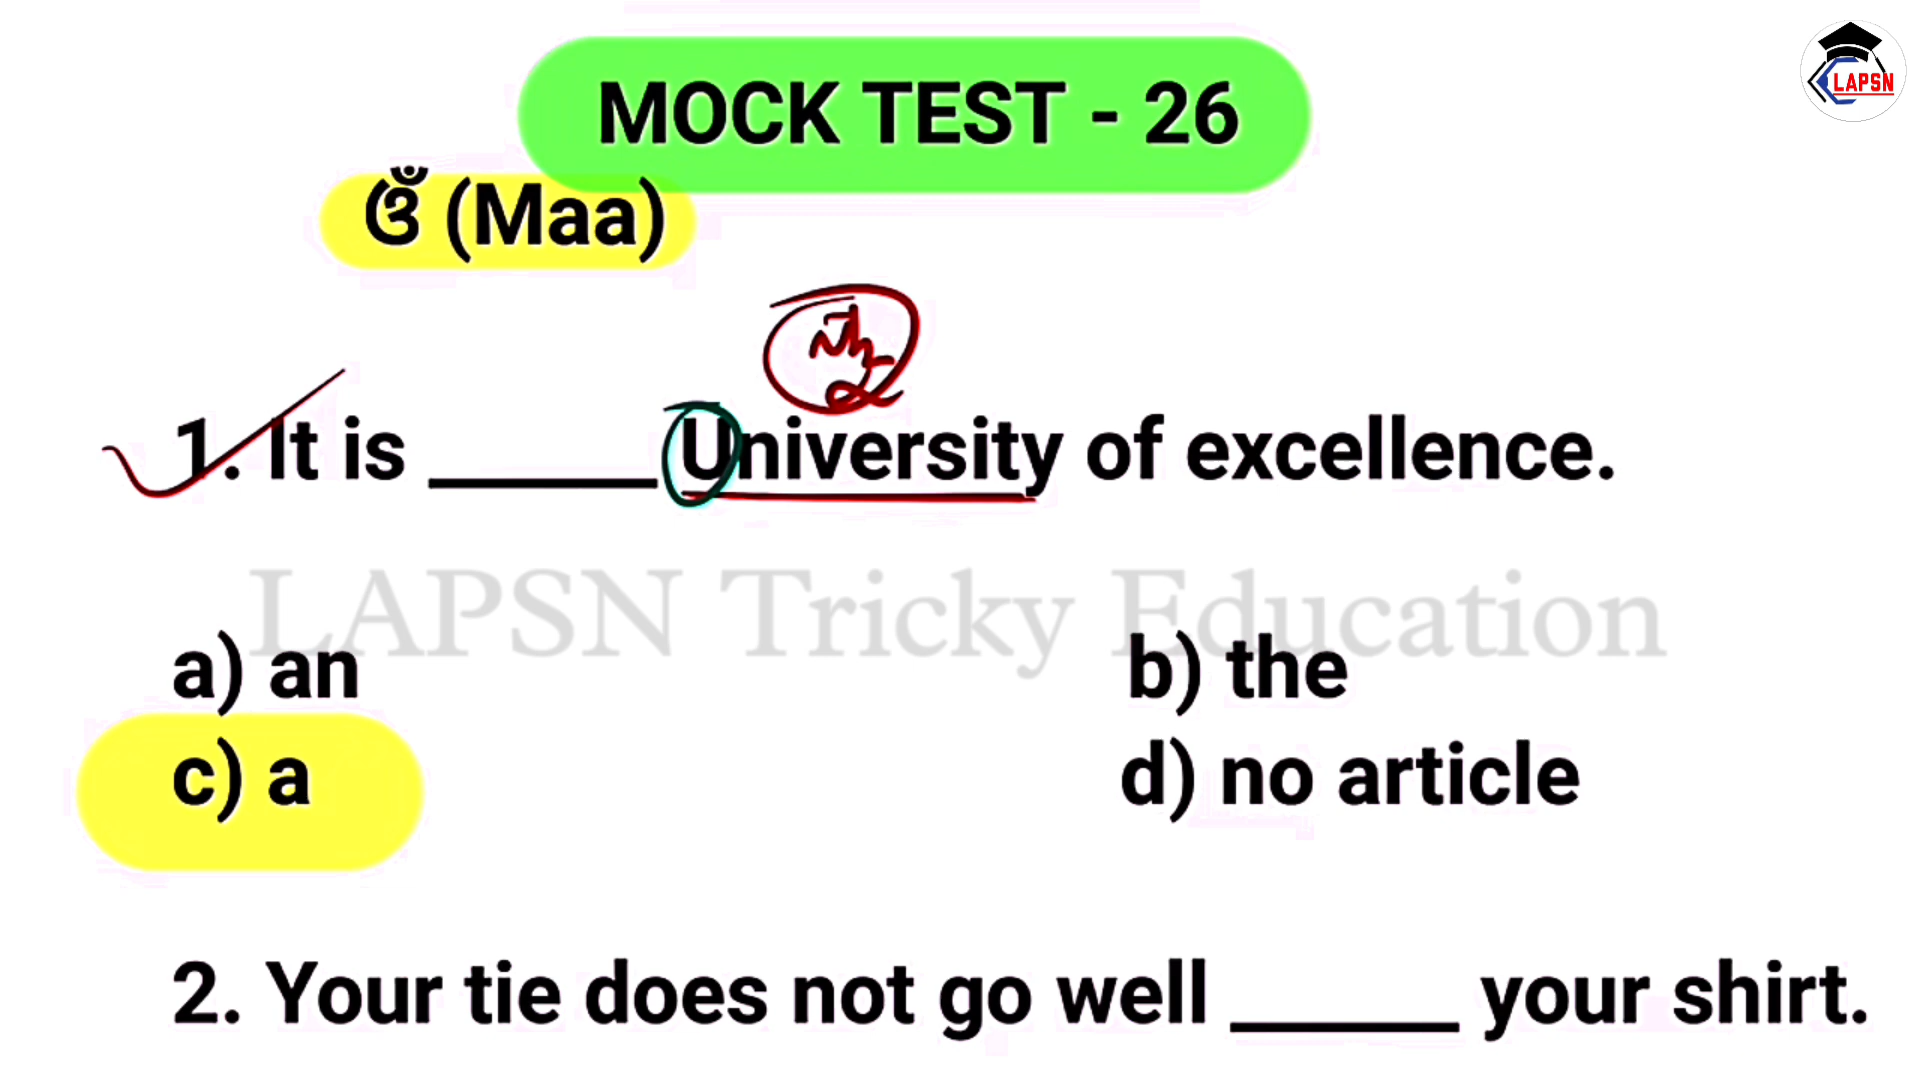 LAPSN
MOCK TEST - 26
ଓଁ (Maa)
1. It is ______ University of excellence.
LAPSN Tricky Education
a) an b) the
c) a d) no article
2. Your tie does not go well ______ your shirt.